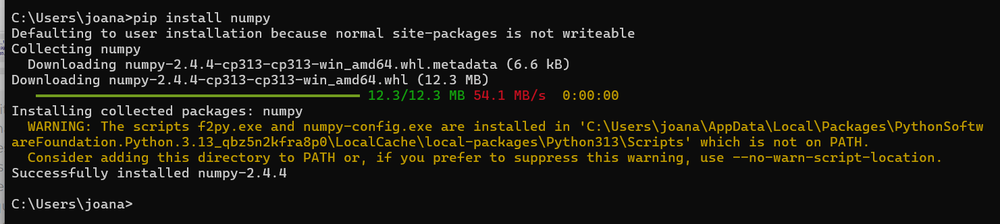 C:\Users\joana>pip install numpy
Defaulting to user installation because normal site-packages is not writeable
Collecting numpy
  Downloading numpy-2.4.4-cp313-cp313-win_amd64.whl.metadata (6.6 kB)
Downloading numpy-2.4.4-cp313-cp313-win_amd64.whl (12.3 MB)
12.3/12.3 MB 54.1 MB/s  0:00:00
Installing collected packages: numpy
  WARNING: The scripts f2py.exe and numpy-config.exe are installed in 'C:\Users\joana\AppData\Local\Packages\PythonSoftw
areFoundation.Python.3.13_qbz5n2kfra8p0\LocalCache\local-packages\Python313\Scripts' which is not on PATH.
  Consider adding this directory to PATH or, if you prefer to suppress this warning, use --no-warn-script-location.
Successfully installed numpy-2.4.4
C:\Users\joana>